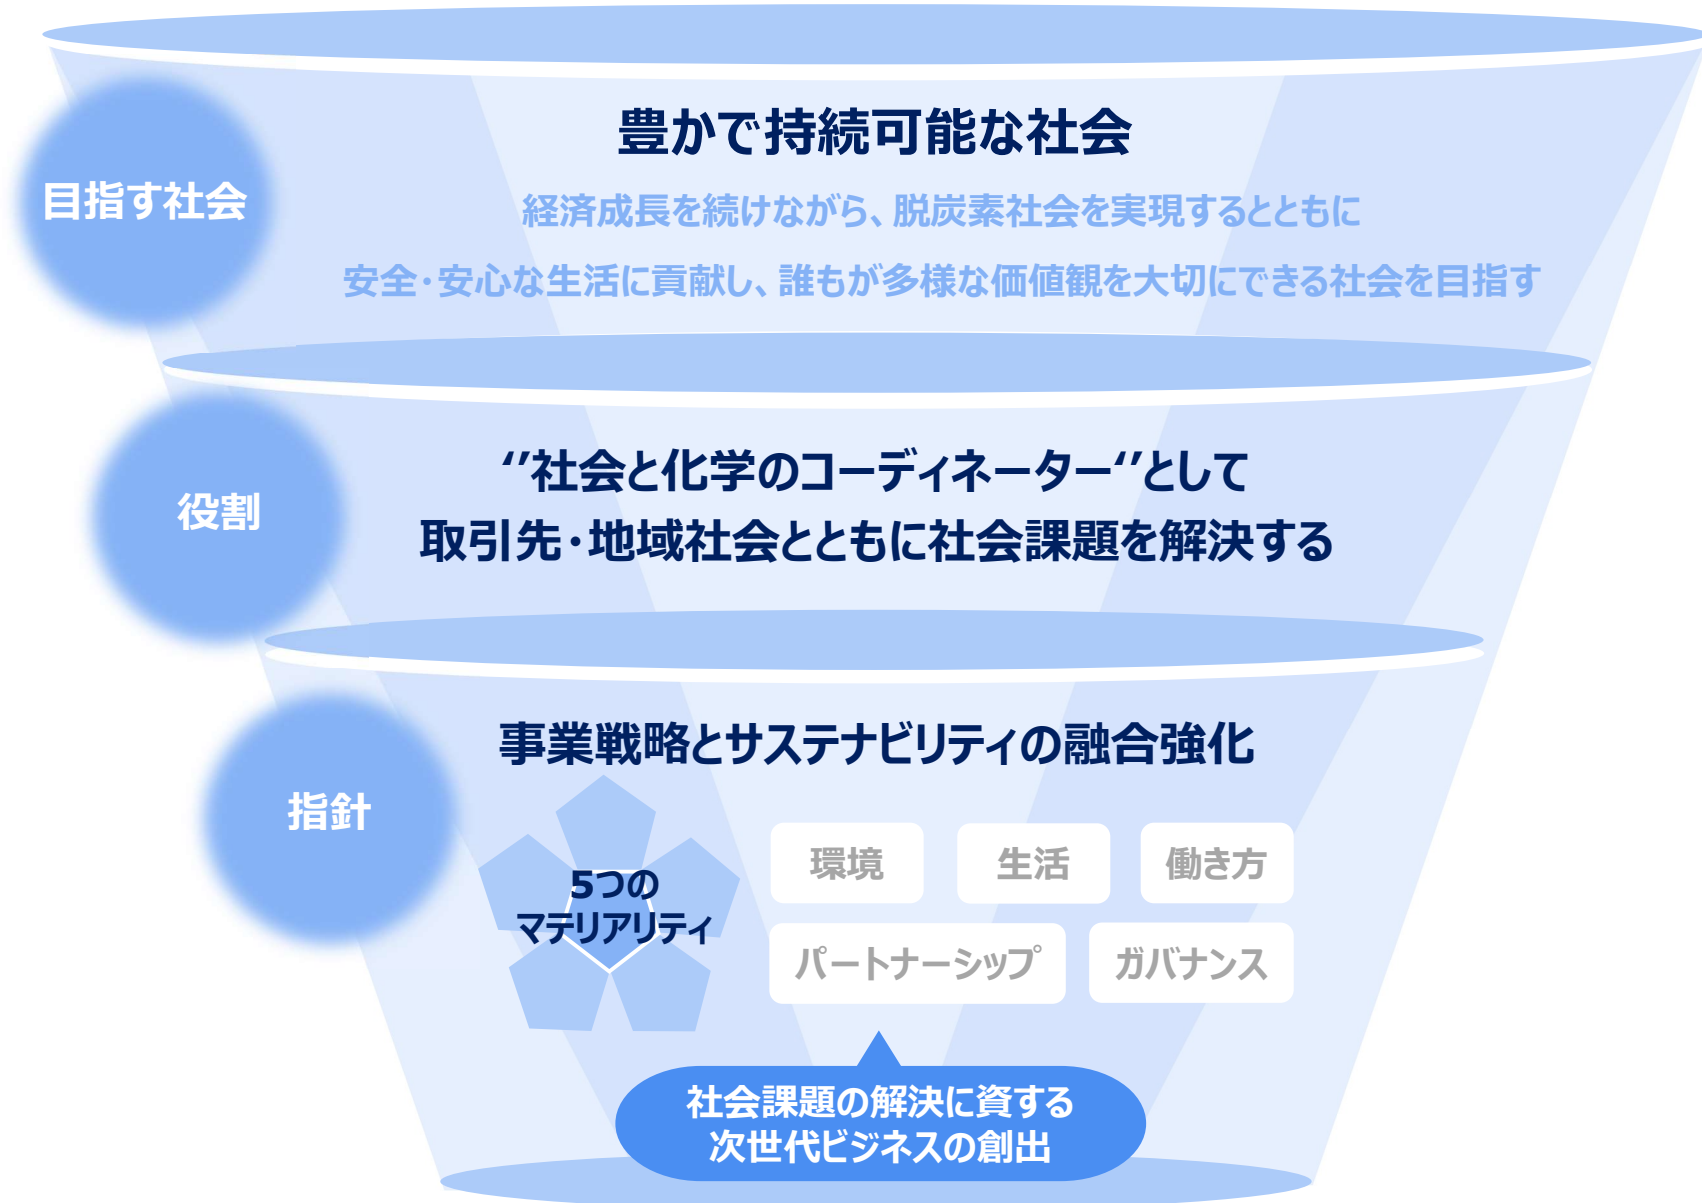 目指す社会
豊かで持続可能な社会
経済成長を続けながら、脱炭素社会を実現するとともに
安全・安心な生活に貢献し、誰もが多様な価値観を大切にできる社会を目指す
役割
‘’社会と化学のコーディネーター‘’として
取引先・地域社会とともに社会課題を解決する
指針
事業戦略とサステナビリティの融合強化
5つの
マテリアリティ
環境
生活
働き方
パートナーシップ
ガバナンス
社会課題の解決に資する
次世代ビジネスの創出